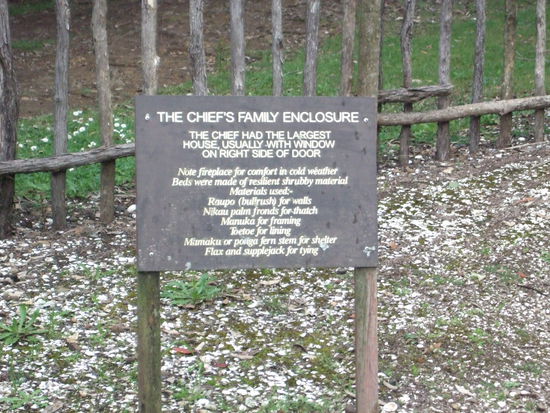 THE CHIEF'S FAMILY ENCLOSURE
THE CHIEF HAD THE LARGEST
HOUSE, USUALLY WITH WINDOW
ON RIGHT SIDE OF DOOR
Note fireplace for comfort in cold weather
Beds were made of resilient shrubby material
Materials used:-
Raupo (bullrush) for walls
Nikau palm fronds for thatch
Manuka for framing
Toetoe for lining
Mamaku or ponga fern stem for shelter
Flax and supplejack for tying